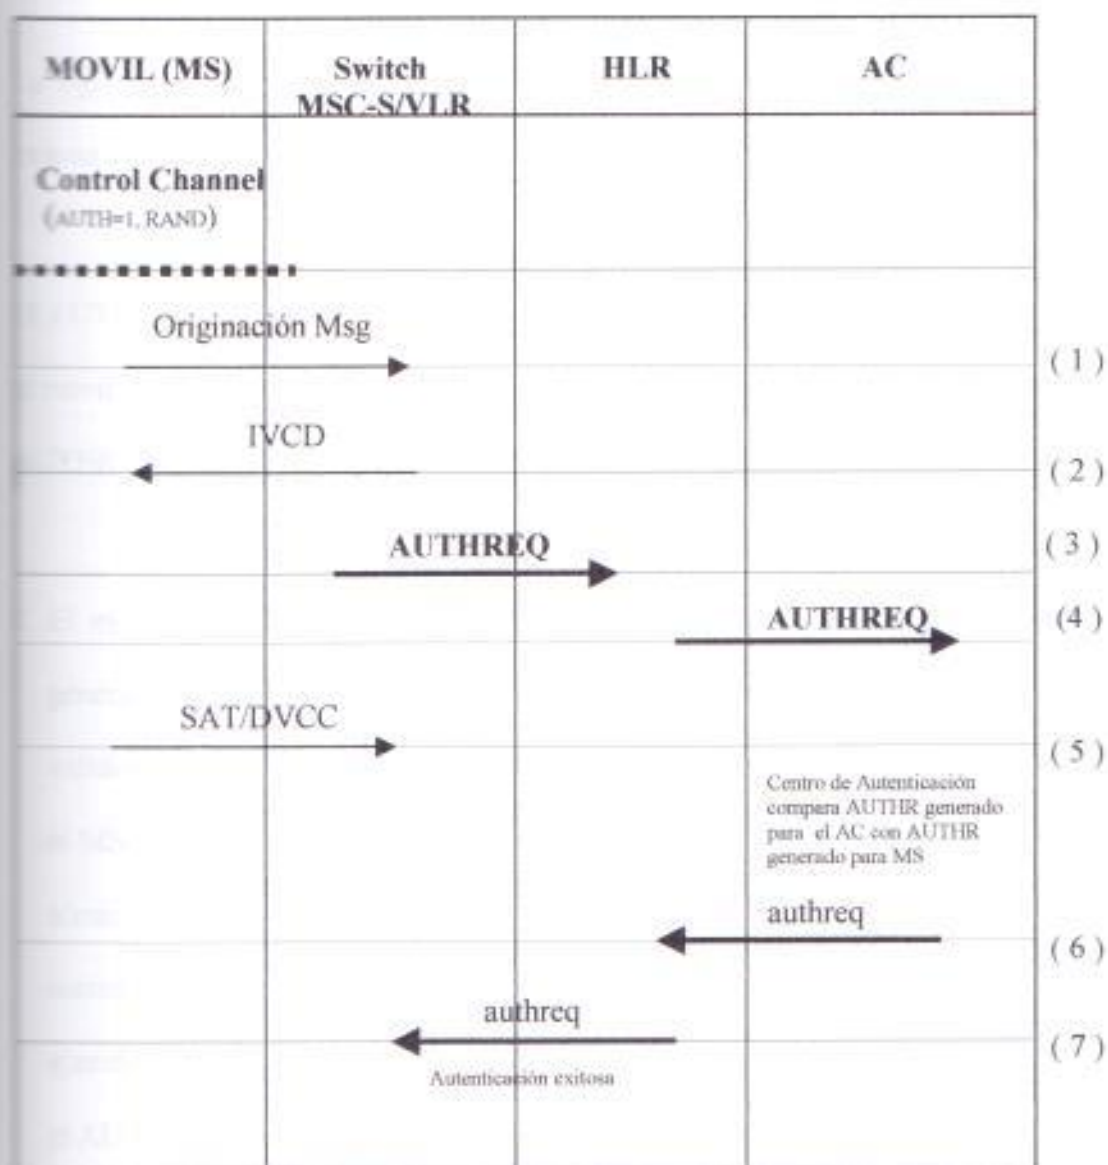 MOVIL (MS)
Switch
MSC-S/VLR
HLR
AC
Control Channel
(AUTH=1, RAND)
Originación Msg
( 1 )
IVCD
( 2 )
AUTHREQ
( 3 )
AUTHREQ
(4 )
SAT/DVCC
( 5 )
Centro de Autenticación
compara AUTHR generado
para el AC con AUTHR
generado para MS
authreq
( 6 )
authreq
( 7 )
Autenticación exitosa